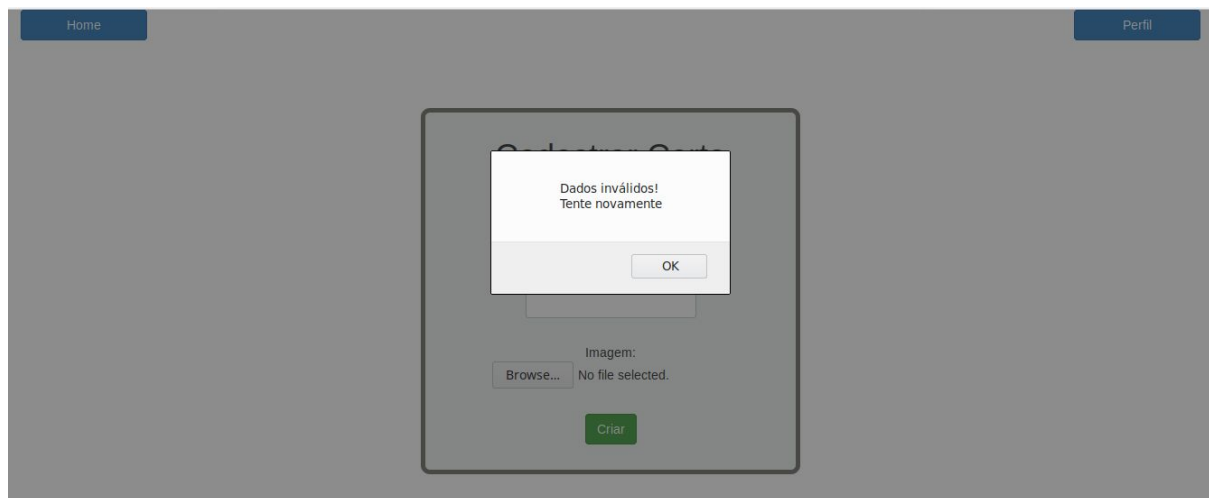 Home
Perfil
Dados inválidos!
Tente novamente
OK
Imagem:
Browse... No file selected.
Criar